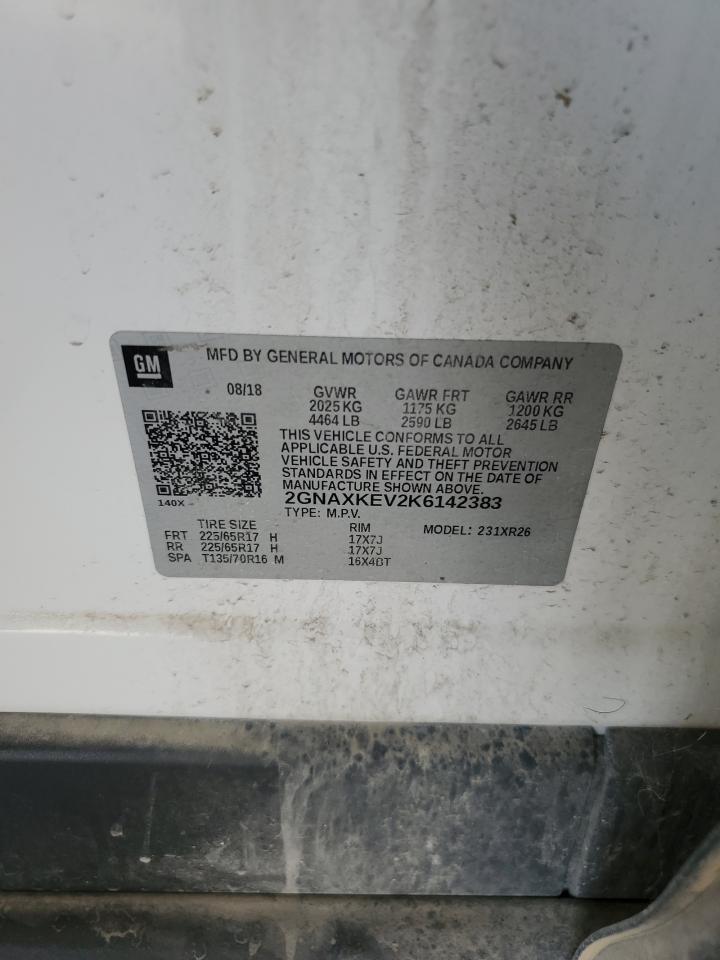 GM
MFD BY GENERAL MOTORS OF CANADA COMPANY
08/18 GVWR GAWR FRT GAWR RR
2025 KG 1175 KG 1200 KG
4464 LB 2590 LB 2645 LB
THIS VEHICLE CONFORMS TO ALL
APPLICABLE U.S. FEDERAL MOTOR
VEHICLE SAFETY AND THEFT PREVENTION
STANDARDS IN EFFECT ON THE DATE OF
MANUFACTURE SHOWN ABOVE.
140X 2GNAXKEV2K6142383
TYPE: M.P.V.
TIRE SIZE RIM MODEL: 231XR26
FRT 225/65R17 H 17X7J
RR 225/65R17 H 17X7J
SPA T135/70R16 M 16X4BT